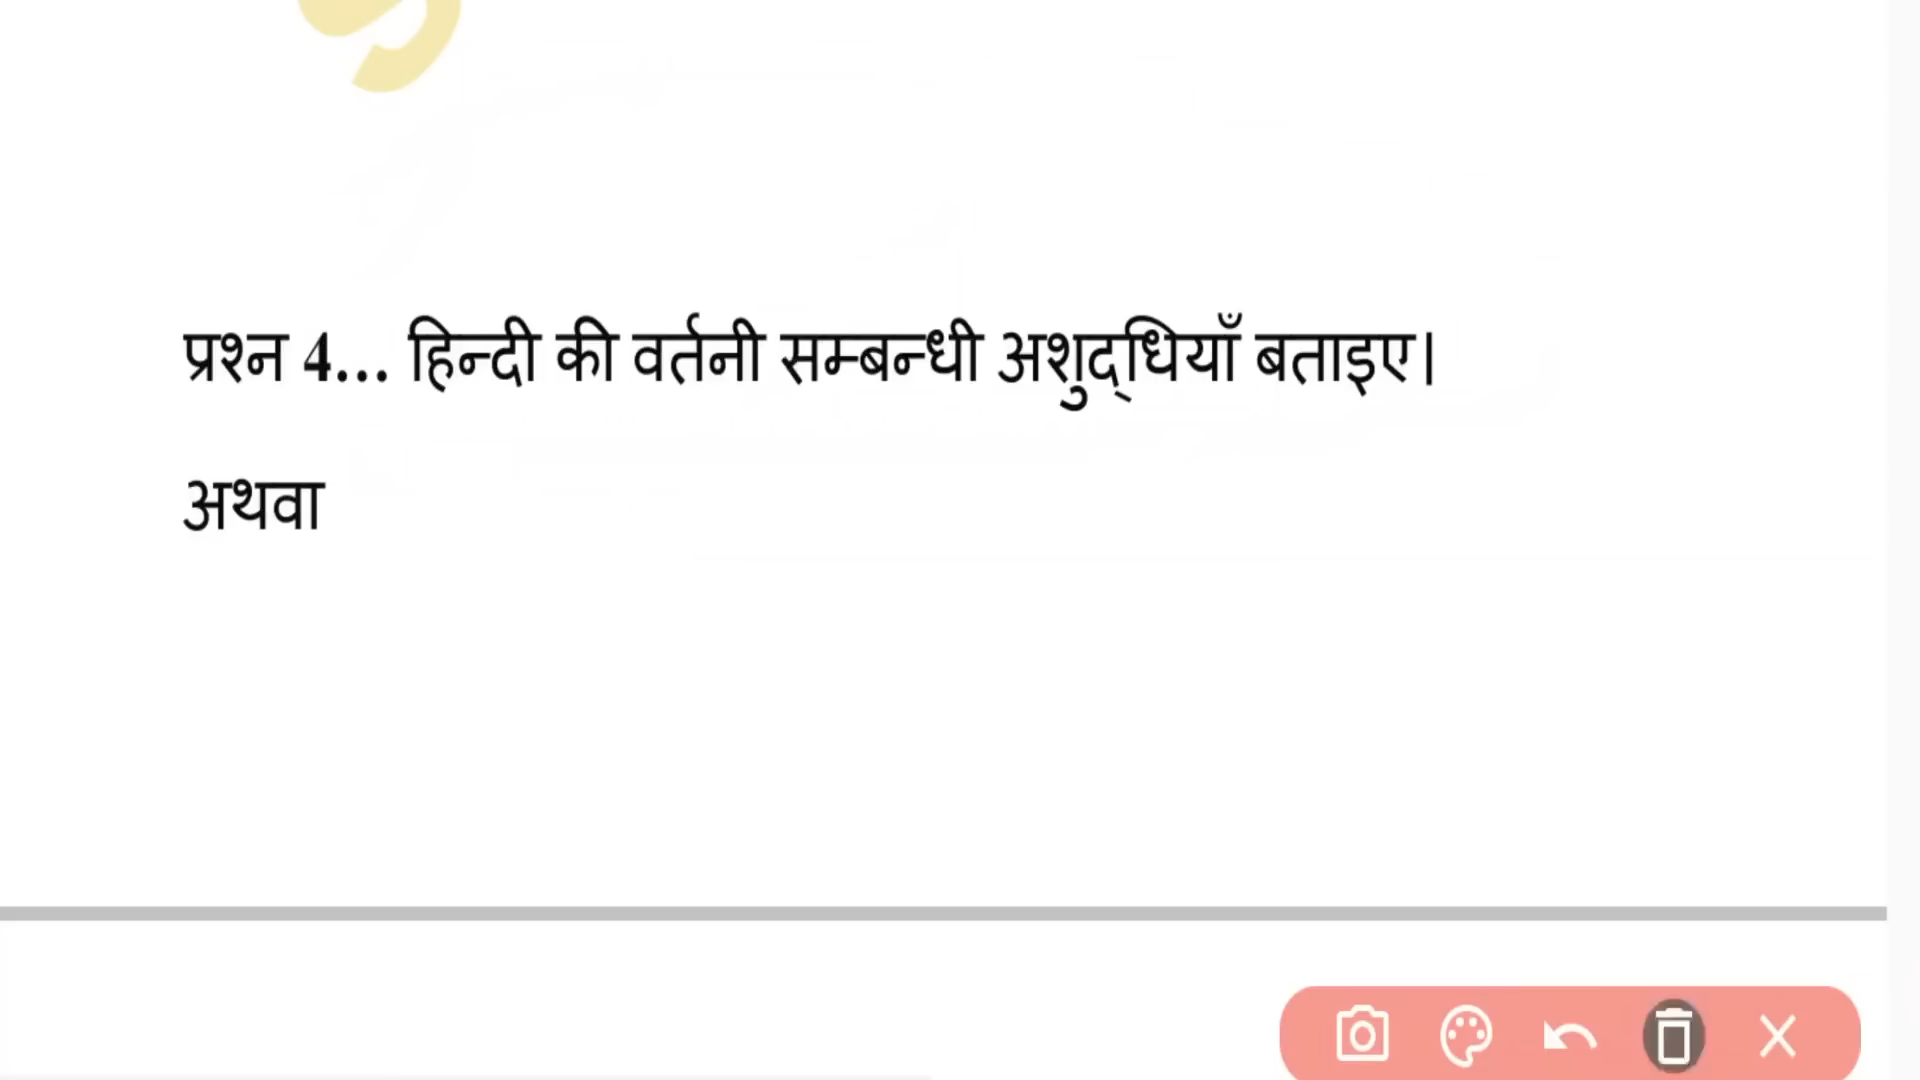 प्रश्न 4... हिन्दी की वर्तनी सम्बन्धी अशुद्‌धियाँ बताइए।
अथवा